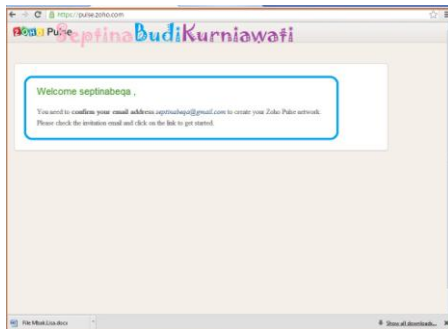 https://pulse.zoho.com
ZOHO Pulse
SeptinaBudiKurniawati
Welcome septinabeqa ,
You need to confirm your email address septinabeqa@gmail.com to create your Zoho Pulse network.
Please check the invitation email and click on the link to get started.
File Mbak Lisa.docx
Show all downloads...